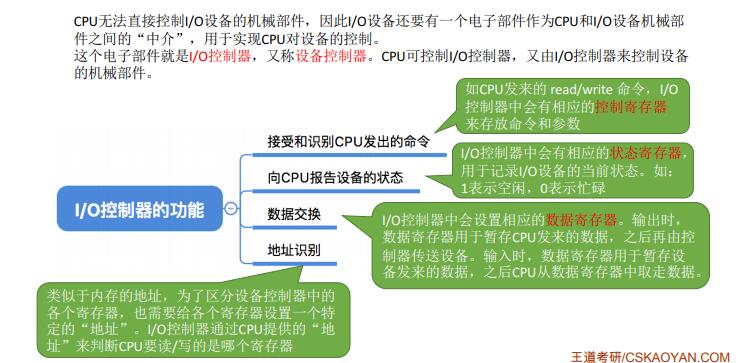 CPU无法直接控制I/O设备的机械部件，因此I/O设备还要有一个电子部件作为CPU和I/O设备机械部
件之间的“中介”，用于实现CPU对设备的控制。
这个电子部件就是I/O控制器，又称设备控制器。CPU可控制I/O控制器，又由I/O控制器来控制设备
的机械部件。
如CPU发来的 read/write 命令，I/O
控制器中会有相应的控制寄存器
来存放命令和参数
接受和识别CPU发出的命令
I/O控制器中会有相应的状态寄存器，
用于记录I/O设备的当前状态。如：
1表示空闲，0表示忙碌
向CPU报告设备的状态
I/O控制器的功能
数据交换
I/O控制器中会设置相应的数据寄存器。输出时，
数据寄存器用于暂存CPU发来的数据，之后再由控
制器传送设备。输入时，数据寄存器用于暂存设
备发来的数据，之后CPU从数据寄存器中取走数据。
地址识别
类似于内存的地址，为了区分设备控制器中的
各个寄存器，也需要给各个寄存器设置一个特
定的“地址”。I/O控制器通过CPU提供的“地
址”来判断CPU要读/写的是哪个寄存器
王道考研/CSKAOYAN.COM